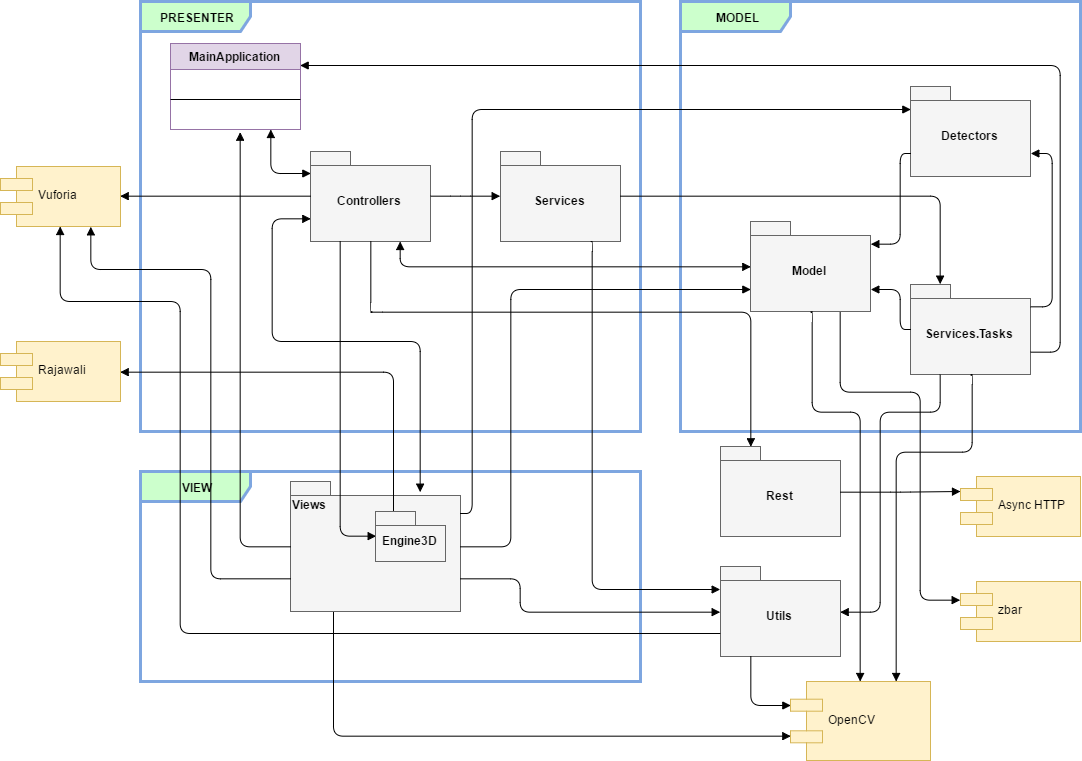 PRESENTER
MODEL
MainApplication
Detectors
Vuforia
Controllers
Services
Model
Services.Tasks
Rajawali
VIEW
Views
Engine3D
Rest
Async HTTP
Utils
zbar
OpenCV